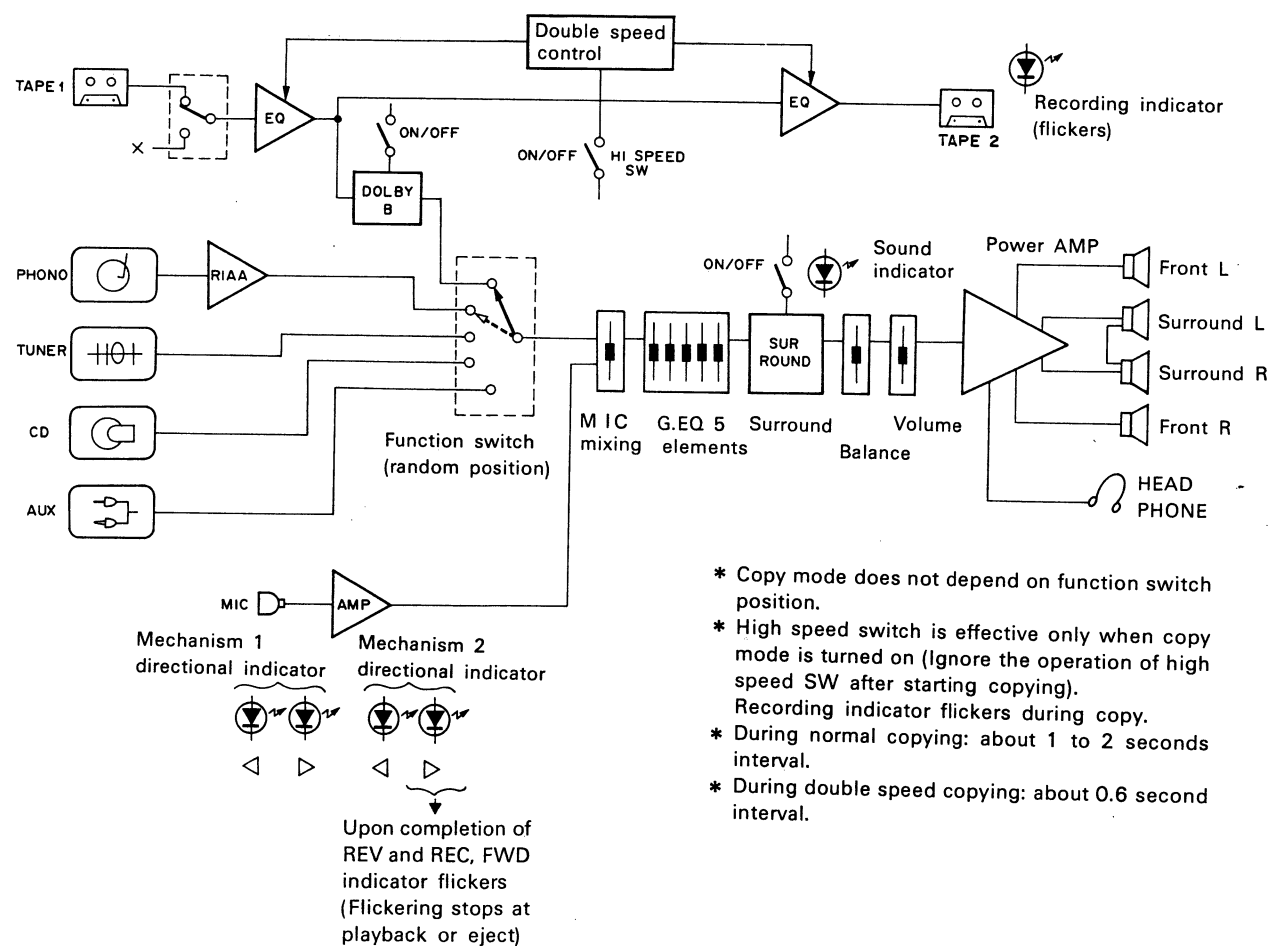 Double speed
control
TAPE 1
EQ
EQ
Recording indicator
(flickers)
TAPE 2
ON/OFF
ON/OFF
HI SPEED
SW
DOLBY
B
PHONO
RIAA
ON/OFF
Sound
indicator
Power AMP
Front L
Surround L
TUNER
SUR
ROUND
Surround R
CD
Function switch
(random position)
MIC
mixing
G.EQ 5
elements
Surround
Balance
Volume
Front R
AUX
HEAD
PHONE
MIC
AMP
Mechanism 1
directional indicator
Mechanism 2
directional indicator
Upon completion of
REV and REC, FWD
indicator flickers
(Flickering stops at
playback or eject)
* Copy mode does not depend on function switch
position.
* High speed switch is effective only when copy
mode is turned on (Ignore the operation of high
speed SW after starting copying).
Recording indicator flickers during copy.
* During normal copying: about 1 to 2 seconds
interval.
* During double speed copying: about 0.6 second
interval.